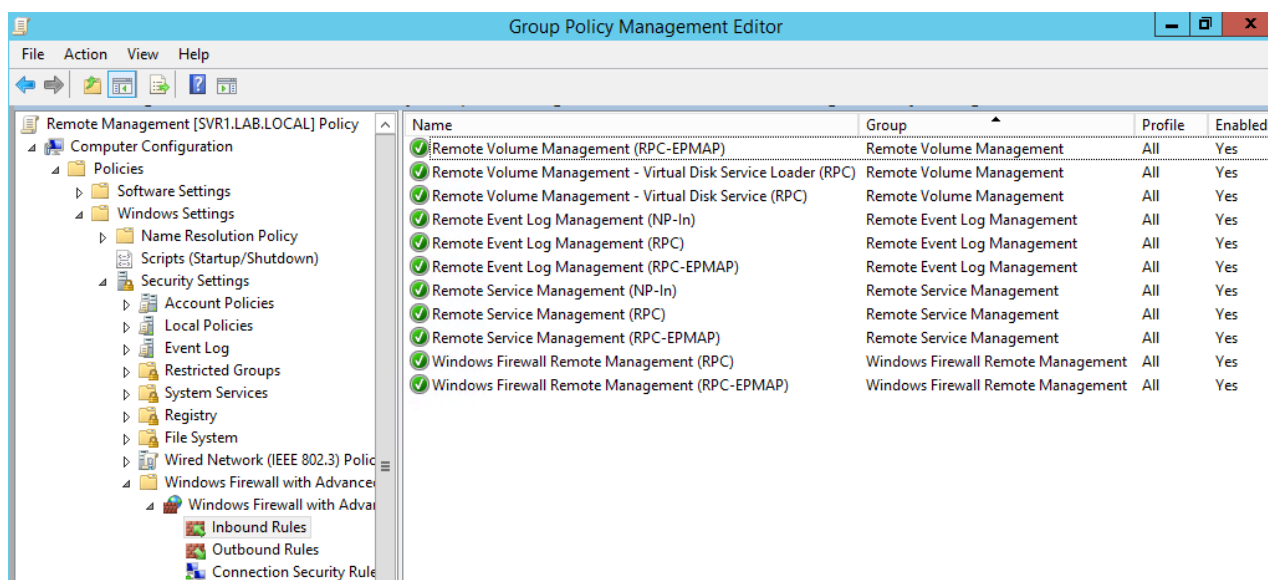 Group Policy Management Editor
File Action View Help
Remote Management [SVR1.LAB.LOCAL] Policy
Computer Configuration
Policies
Software Settings
Windows Settings
Name Resolution Policy
Scripts (Startup/Shutdown)
Security Settings
Account Policies
Local Policies
Event Log
Restricted Groups
System Services
Registry
File System
Wired Network (IEEE 802.3) Polic
Windows Firewall with Advance
Windows Firewall with Advan
Inbound Rules
Outbound Rules
Connection Security Rule
Name Group Profile Enabled
Remote Volume Management (RPC-EPMAP) Remote Volume Management All Yes
Remote Volume Management - Virtual Disk Service Loader (RPC) Remote Volume Management All Yes
Remote Volume Management - Virtual Disk Service (RPC) Remote Volume Management All Yes
Remote Event Log Management (NP-In) Remote Event Log Management All Yes
Remote Event Log Management (RPC) Remote Event Log Management All Yes
Remote Event Log Management (RPC-EPMAP) Remote Event Log Management All Yes
Remote Service Management (NP-In) Remote Service Management All Yes
Remote Service Management (RPC) Remote Service Management All Yes
Remote Service Management (RPC-EPMAP) Remote Service Management All Yes
Windows Firewall Remote Management (RPC) Windows Firewall Remote Management All Yes
Windows Firewall Remote Management (RPC-EPMAP) Windows Firewall Remote Management All Yes